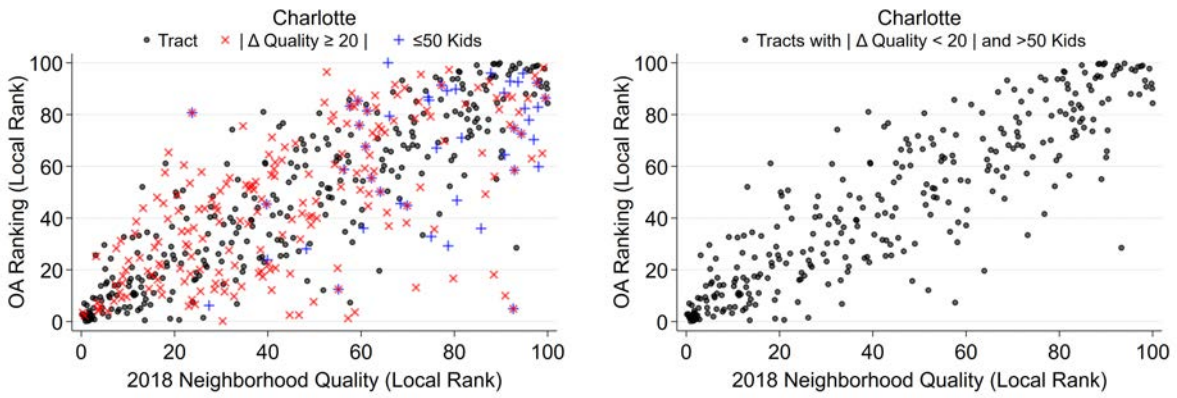 Charlotte
Tract | Δ Quality ≥ 20 | ≤50 Kids
OA Ranking (Local Rank)
100
80
60
40
20
0
0 20 40 60 80 100
2018 Neighborhood Quality (Local Rank)
Charlotte
Tracts with | Δ Quality < 20 | and >50 Kids
OA Ranking (Local Rank)
100
80
60
40
20
0
0 20 40 60 80 100
2018 Neighborhood Quality (Local Rank)